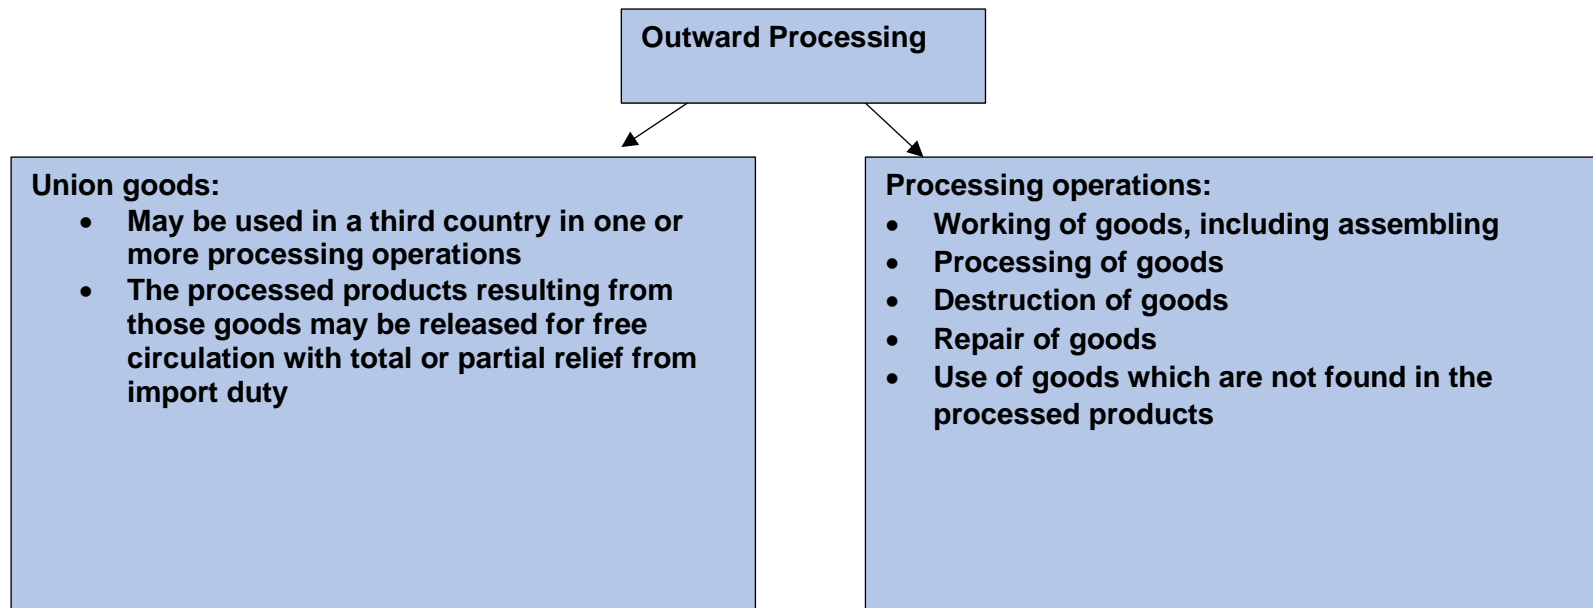 Outward Processing
Union goods:
• May be used in a third country in one or
more processing operations
• The processed products resulting from
those goods may be released for free
circulation with total or partial relief from
import duty
Processing operations:
• Working of goods, including assembling
• Processing of goods
• Destruction of goods
• Repair of goods
• Use of goods which are not found in the
processed products